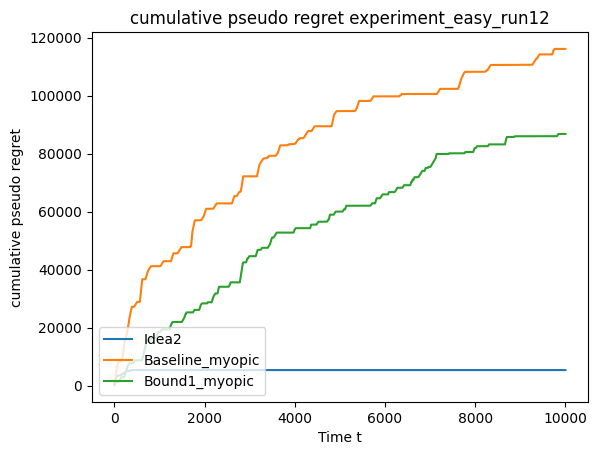 cumulative pseudo regret experiment_easy_run12
120000
100000
80000
60000
40000
20000
0
cumulative pseudo regret
Idea2
Baseline_myopic
Bound1_myopic
0
2000
4000
6000
8000
10000
Time t